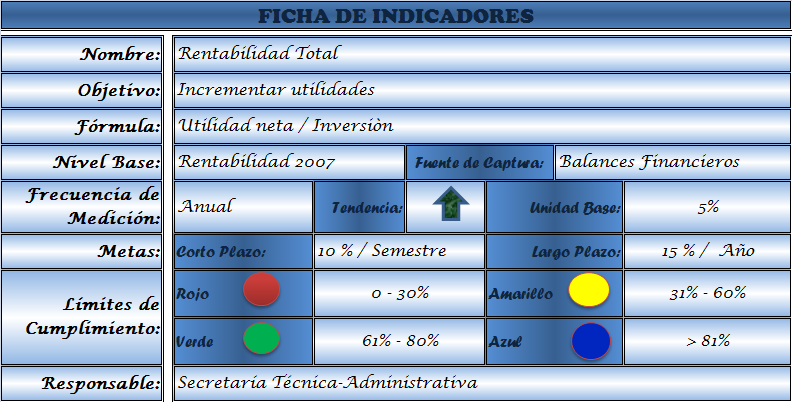 FICHA DE INDICADORES
Nombre: Rentabilidad Total
Objetivo: Incrementar utilidades
Fórmula: Utilidad neta / Inversiòn
Nivel Base: Rentabilidad 2007 Fuente de Captura: Balances Financieros
Frecuencia de
Medición: Anual Tendencia: Unidad Base: 5%
Metas: Corto Plazo: 10 % / Semestre Largo Plazo: 15 % / Año
Límites de
Cumplimiento: Rojo 0 - 30% Amarillo 31% - 60%
Verde 61% - 80% Azul > 81%
Responsable: Secretaría Técnica-Administrativa